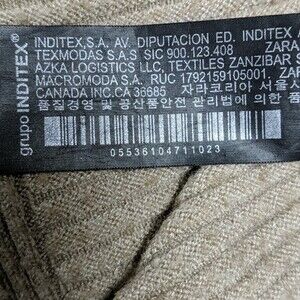 grupo INDITEX®
INDITEX,S.A. AV. DIPUTACION ED. INDITEX
TEXMODAS S.A.S SIC 900.123.408 ZARA
AZKA LOGISTICS LLC, TEXTILES ZANZIBAR S
MACROMODA S.A. RUC 1792159105001. ZAR
CANADA INC.CA 36685 자라코리아 서울시
품질경영 및 공산품안전 관리법에 의한 품
05536104711023